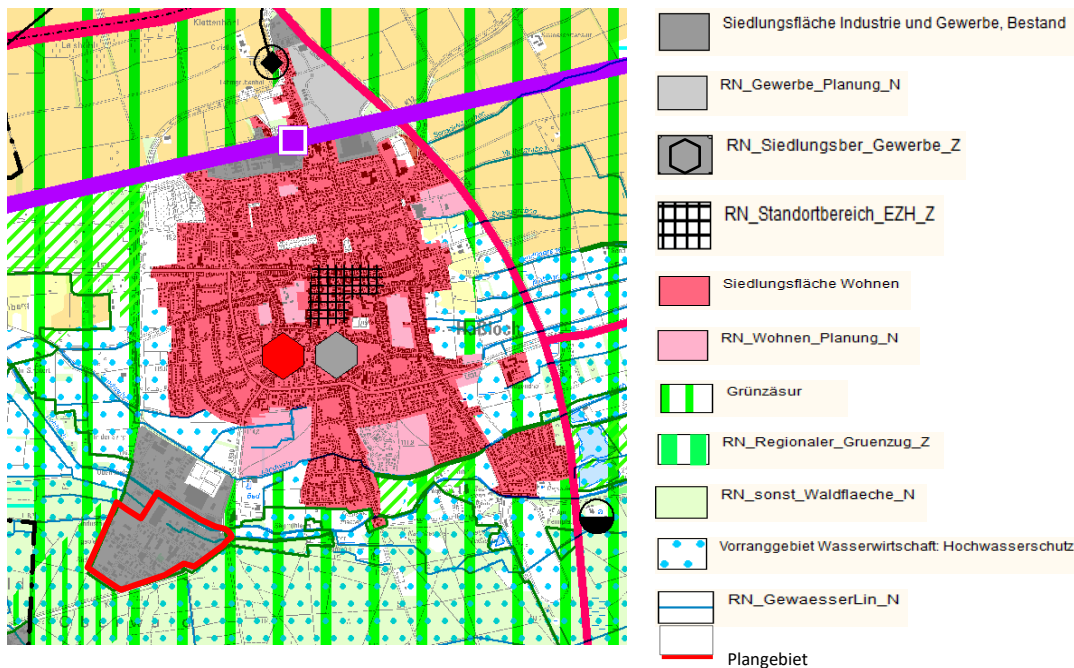 Siedlungsfläche Industrie und Gewerbe, Bestand
RN_Gewerbe_Planung_N
RN_Siedlungsber_Gewerbe_Z
RN_Standortbereich_EZH_Z
Siedlungsfläche Wohnen
RN_Wohnen_Planung_N
Grünzäsur
RN_Regionaler_Gruenzug_Z
RN_sonst_Waldflaeche_N
Vorranggebiet Wasserwirtschaft: Hochwasserschutz
RN_GewaesserLin_N
Plangebiet
Haßloch